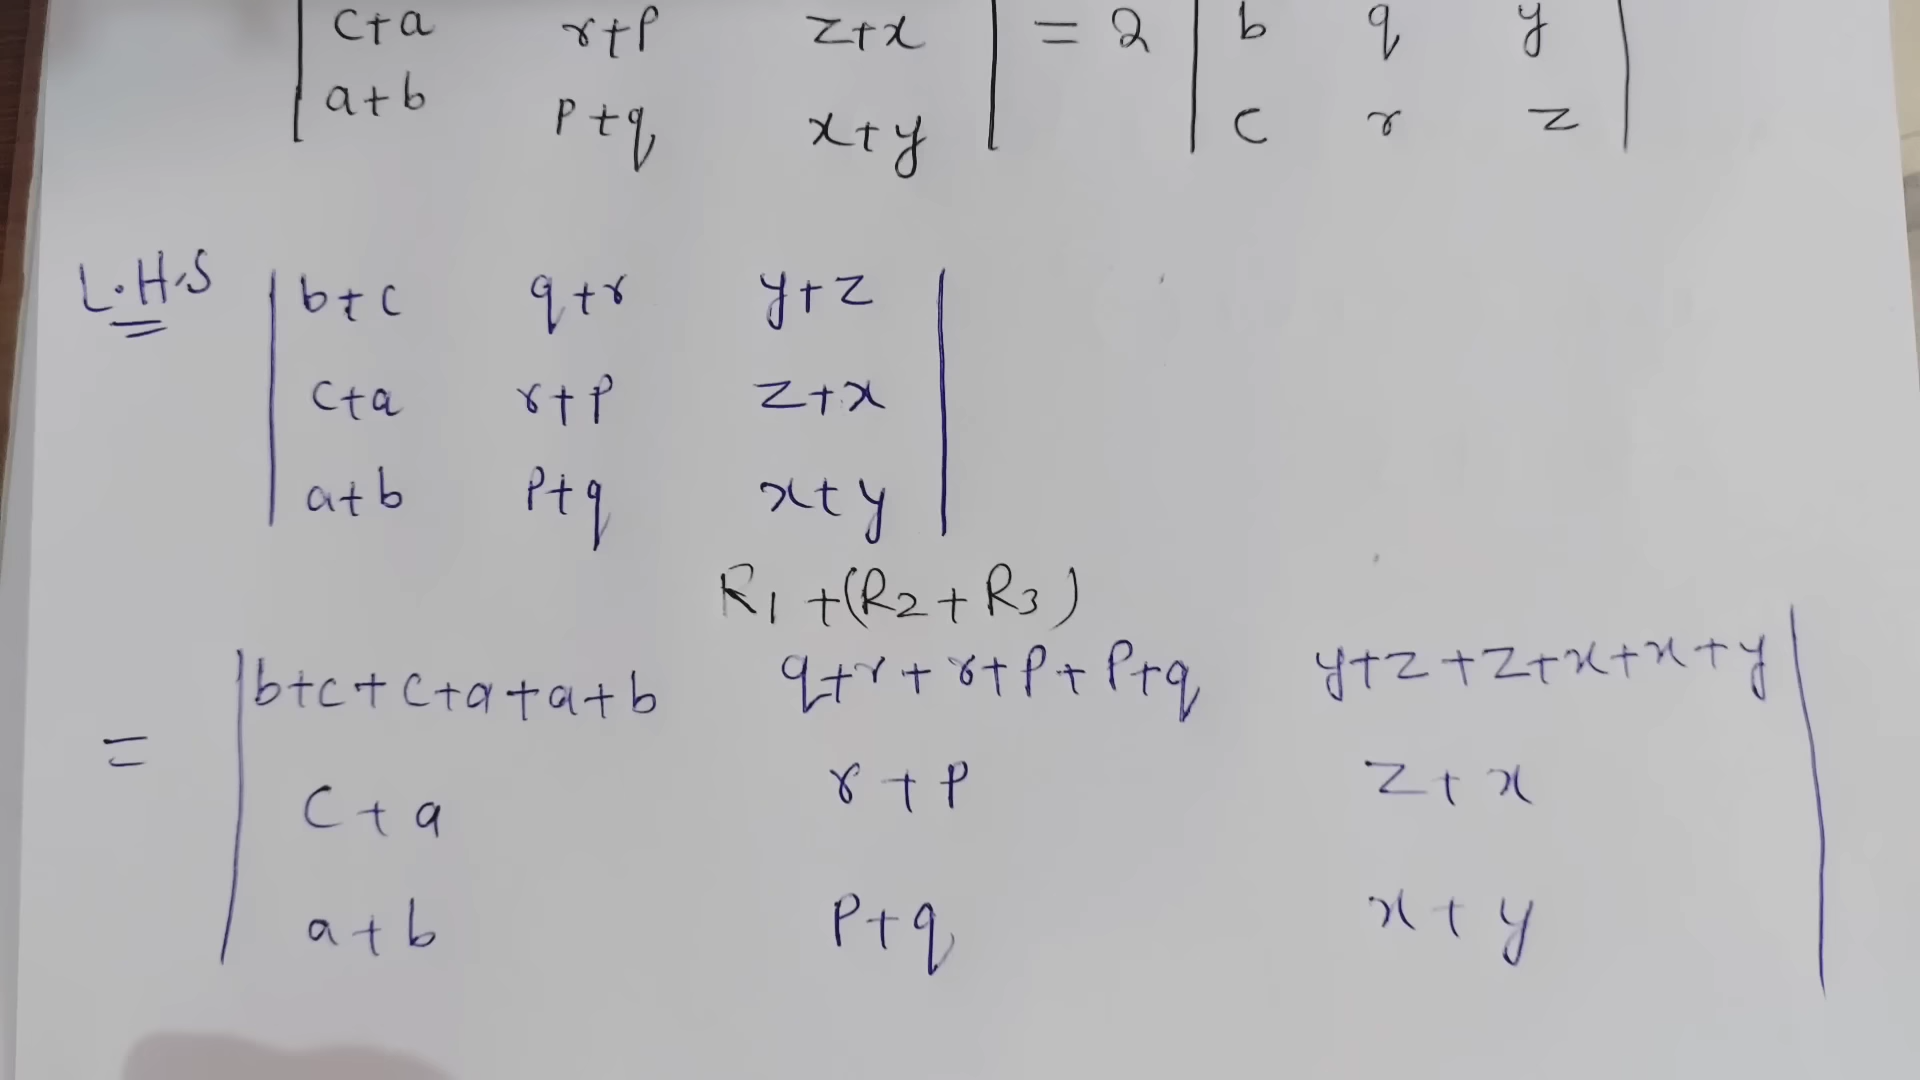 | c+a r+p z+x | = 2 | b q y |
| a+b p+q x+y | | c r z |
L.H.S | b+c q+r y+z |
| c+a r+p z+x |
| a+b p+q x+y |
R1 +(R2+R3)
| b+c+c+a+a+b q+r+r+p+p+q y+z+z+x+x+y |
= | c+a r+p z+x |
| a+b p+q x+y |